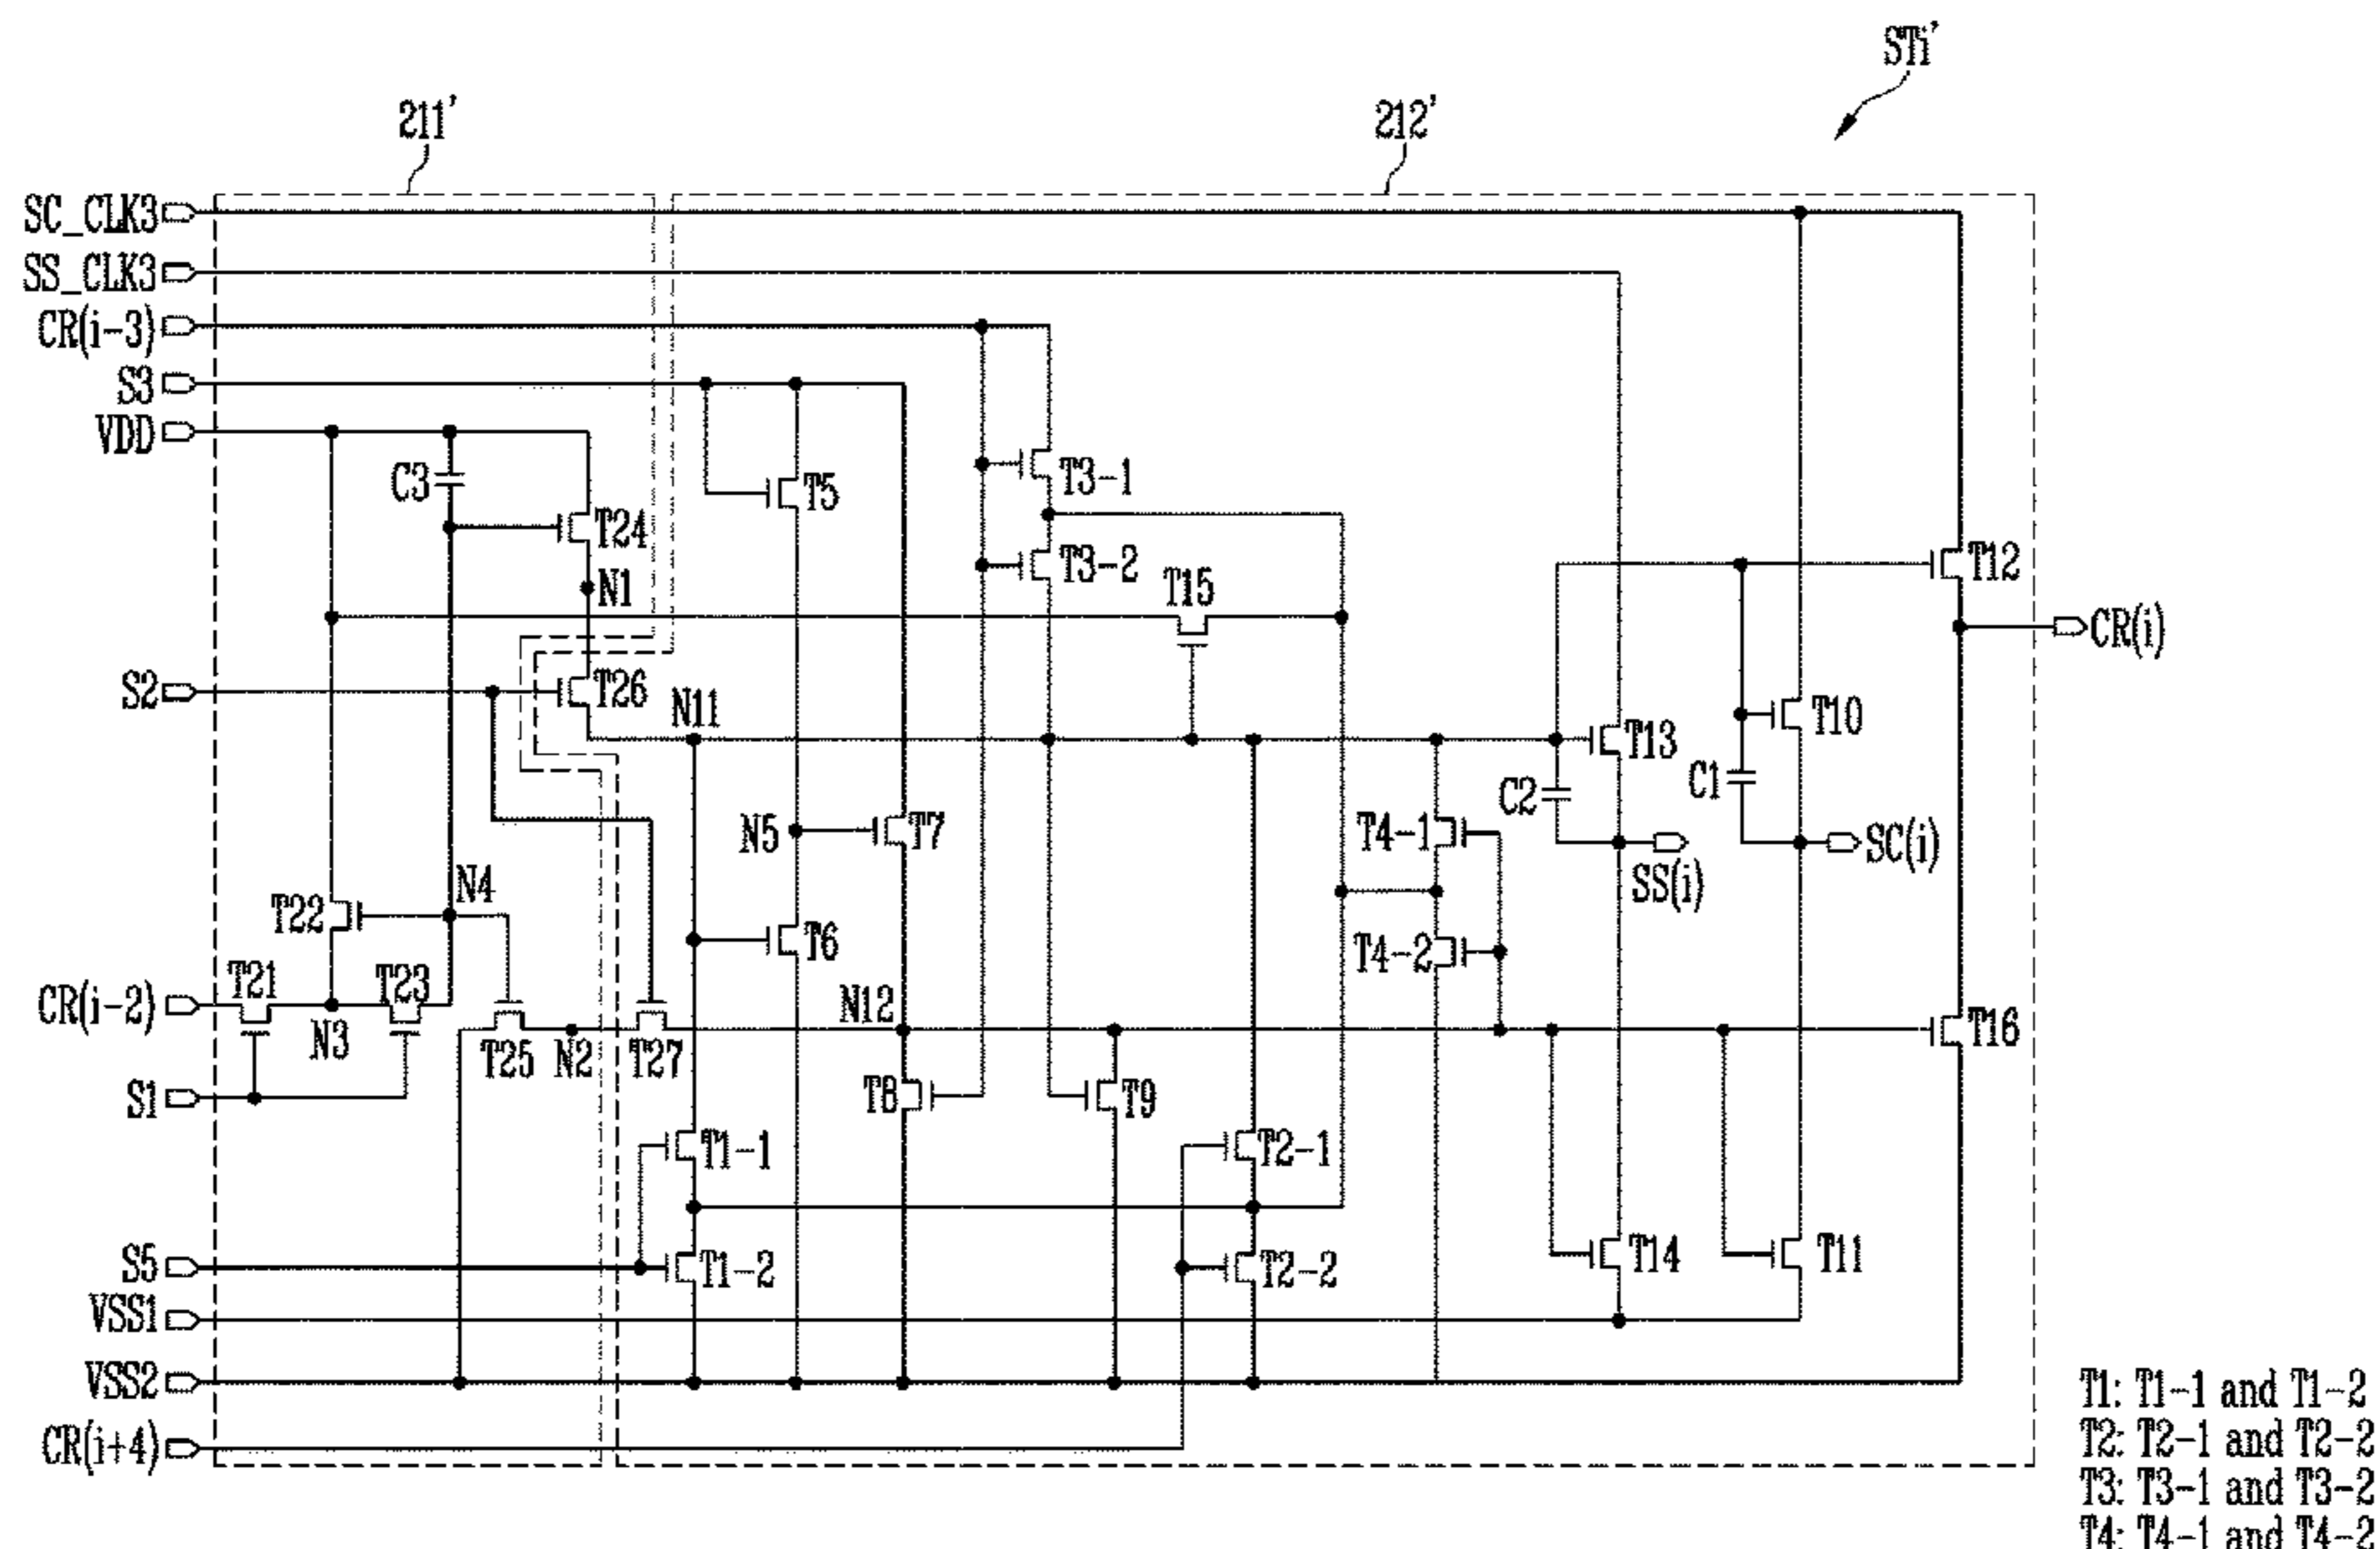 STi'
211'
212'
SC_CLK3
SS_CLK3
CR(i-3)
S3
VDD
C3
T5
T3-1
T24
T3-2
T12
N1
T15
CR(i)
S2
T26
N11
T13
T10
C2
C1
N5
T7
T4-1
SS(i)
SC(i)
N4
T22
T6
T4-2
CR(i-2)
T21
T23
N3
T25
N2
T27
N12
T16
S1
T8
T9
T1-1
T2-1
S5
T1-2
T2-2
T14
T11
VSS1
VSS2
CR(i+4)
T1: T1-1 and T1-2
T2: T2-1 and T2-2
T3: T3-1 and T3-2
T4: T4-1 and T4-2